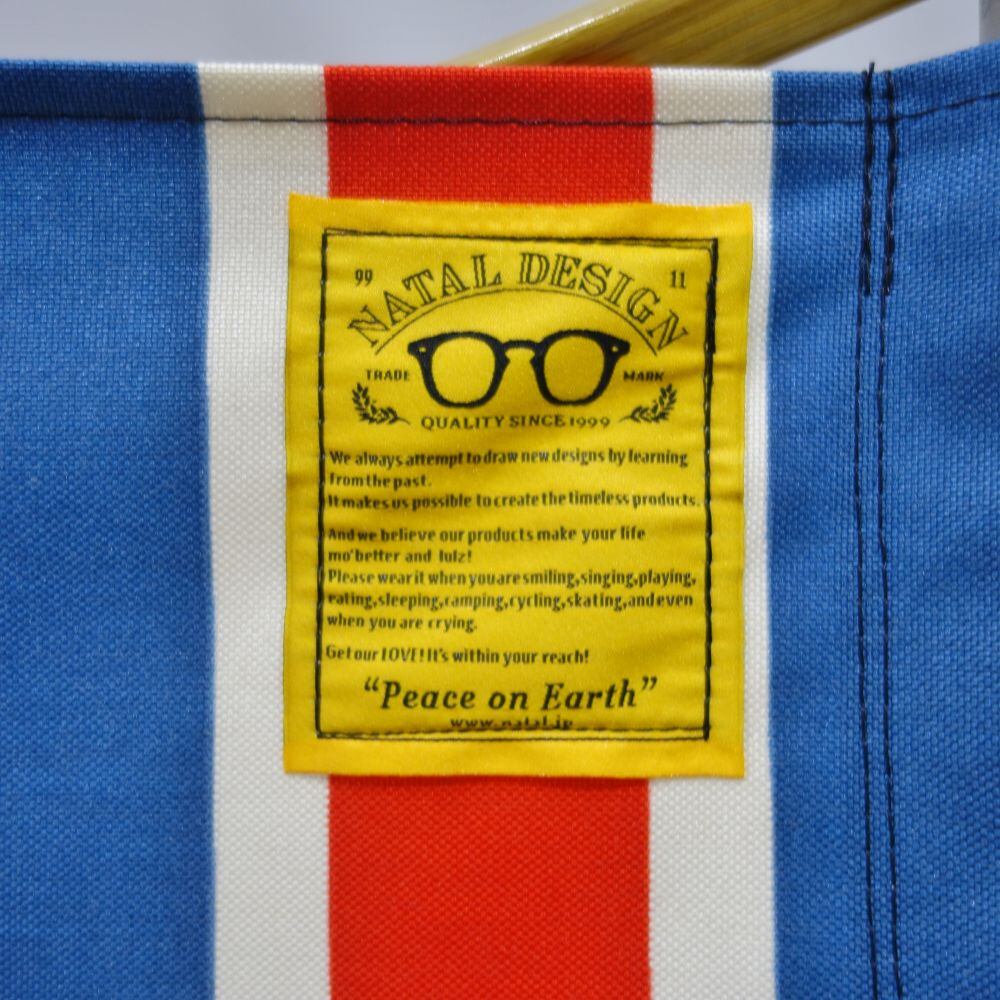 99 NATAL DESIGN 11
TRADE MARK
QUALITY SINCE 1999
We always attempt to draw new designs by learning
from the past.
It makes us possible to create the timeless products.
And we believe our products make your life
mo' better and lulz!
Please wear it when you are smiling, singing, playing,
eating, sleeping, camping, cycling, skating, and even
when you are crying.
Get our LOVE! It's within your reach!
“Peace on Earth”
www.natal.jp